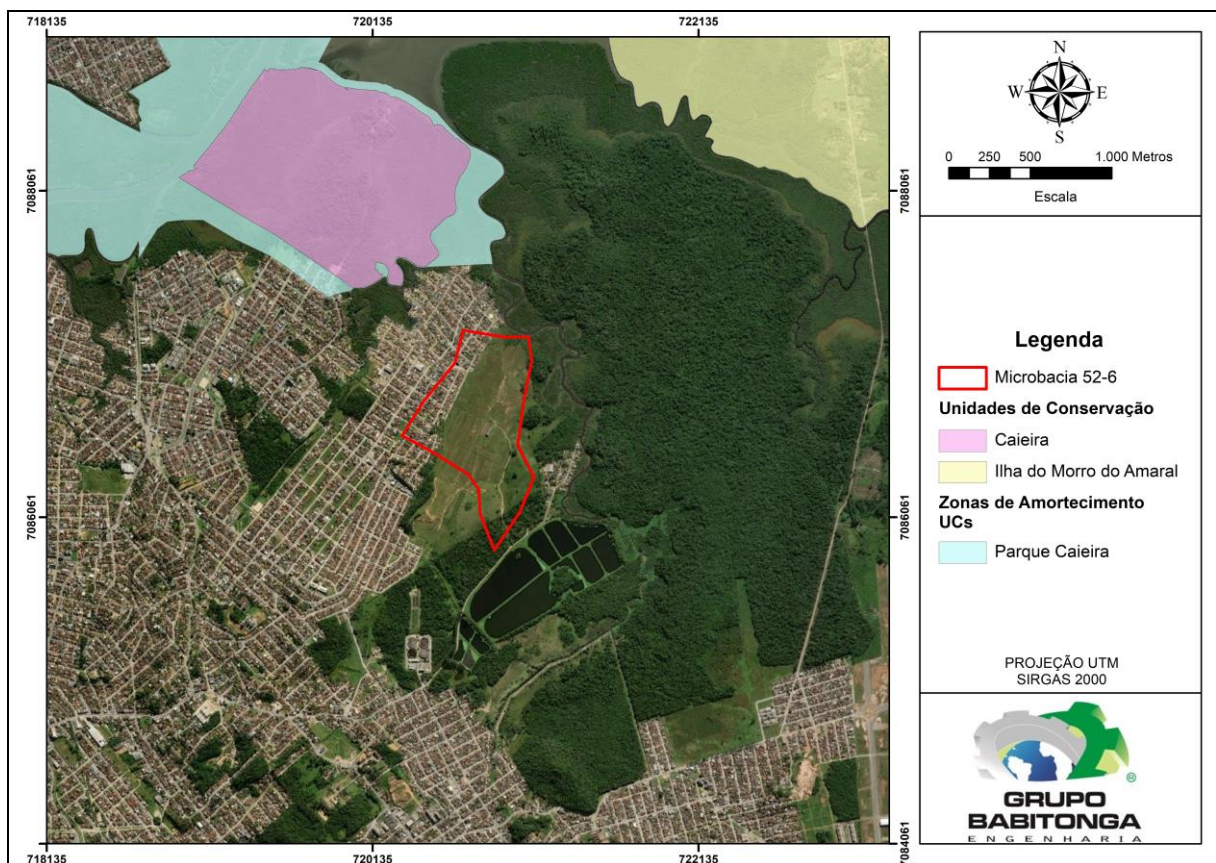 718135 720135 722135
7088061 7088061
7086061 7086061
7084061
718135 720135 722135
N
W E
S
0 250 500 1.000 Metros
Escala
Legenda
Microbacia 52-6
Unidades de Conservação
Caieira
Ilha do Morro do Amaral
Zonas de Amortecimento
UCs
Parque Caieira
PROJEÇÃO UTM
SIRGAS 2000
®
GRUPO
BABITONGA
ENGENHARIA